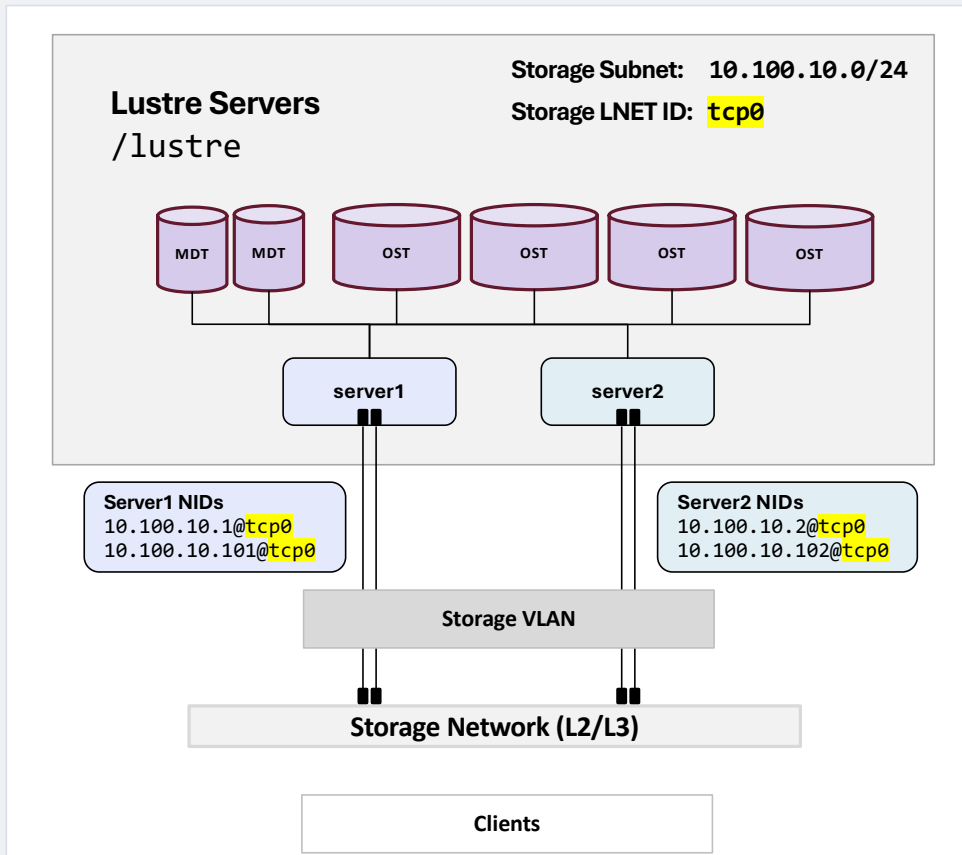 Storage Subnet: 10.100.10.0/24
Storage LNET ID: tcp0
Lustre Servers
/lustre
MDT
MDT
OST
OST
OST
OST
server1
server2
Server1 NIDs
10.100.10.1@tcp0
10.100.10.101@tcp0
Server2 NIDs
10.100.10.2@tcp0
10.100.10.102@tcp0
Storage VLAN
Storage Network (L2/L3)
Clients